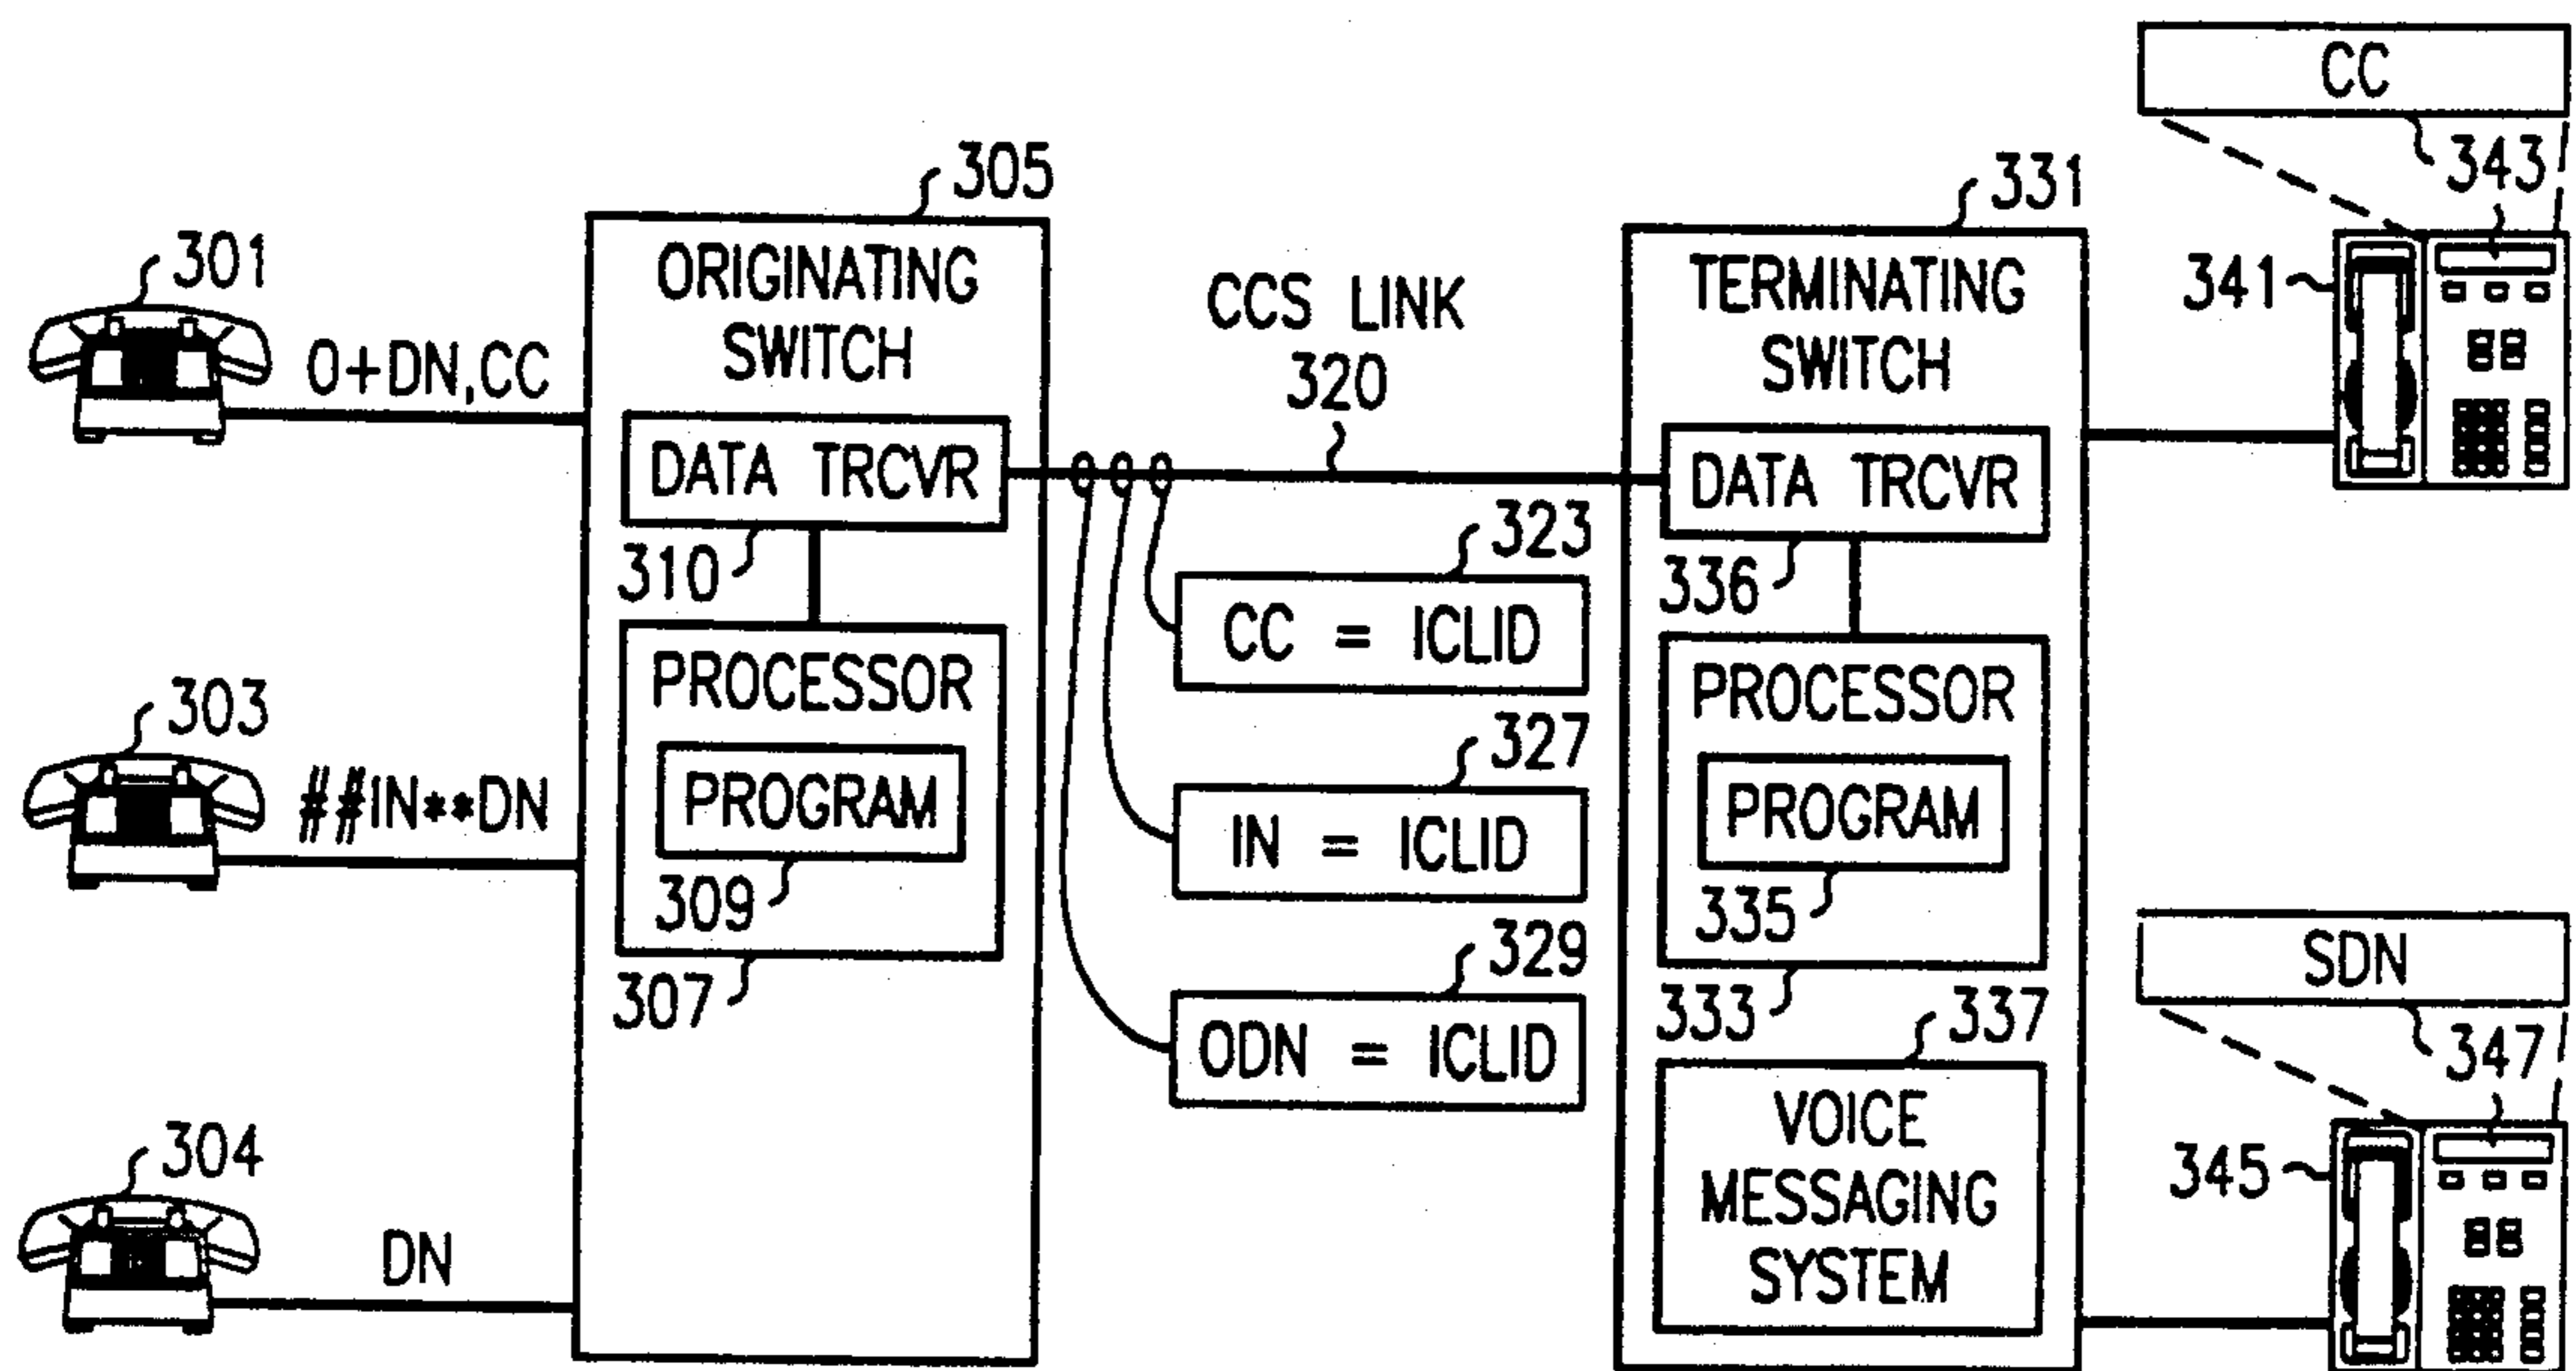 CC
343
305
331
301
ORIGINATING
SWITCH
TERMINATING
SWITCH
341
CCS LINK
320
0+DN,CC
DATA TRCVR
DATA TRCVR
310
323
336
CC = ICLID
PROCESSOR
PROCESSOR
303
327
##IN**DN
PROGRAM
PROGRAM
IN = ICLID
309
335
SDN
329
307
333
337
347
ODN = ICLID
VOICE
MESSAGING
SYSTEM
304
345
DN